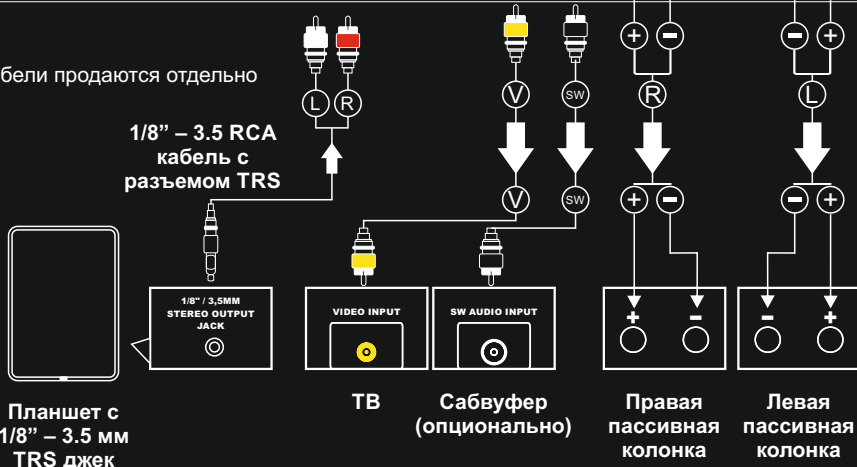 + − − +
бели продаются отдельно
L R V SW R L
1/8” – 3.5 RCA
кабель с
разъемом TRS
V SW + − − +
1/8" / 3,5MM
STEREO OUTPUT
JACK
VIDEO INPUT
SW AUDIO INPUT
+ − − +
Планшет с
1/8” – 3.5 мм
TRS джек
ТВ
Сабвуфер
(опционально)
Правая
пассивная
колонка
Левая
пассивная
колонка